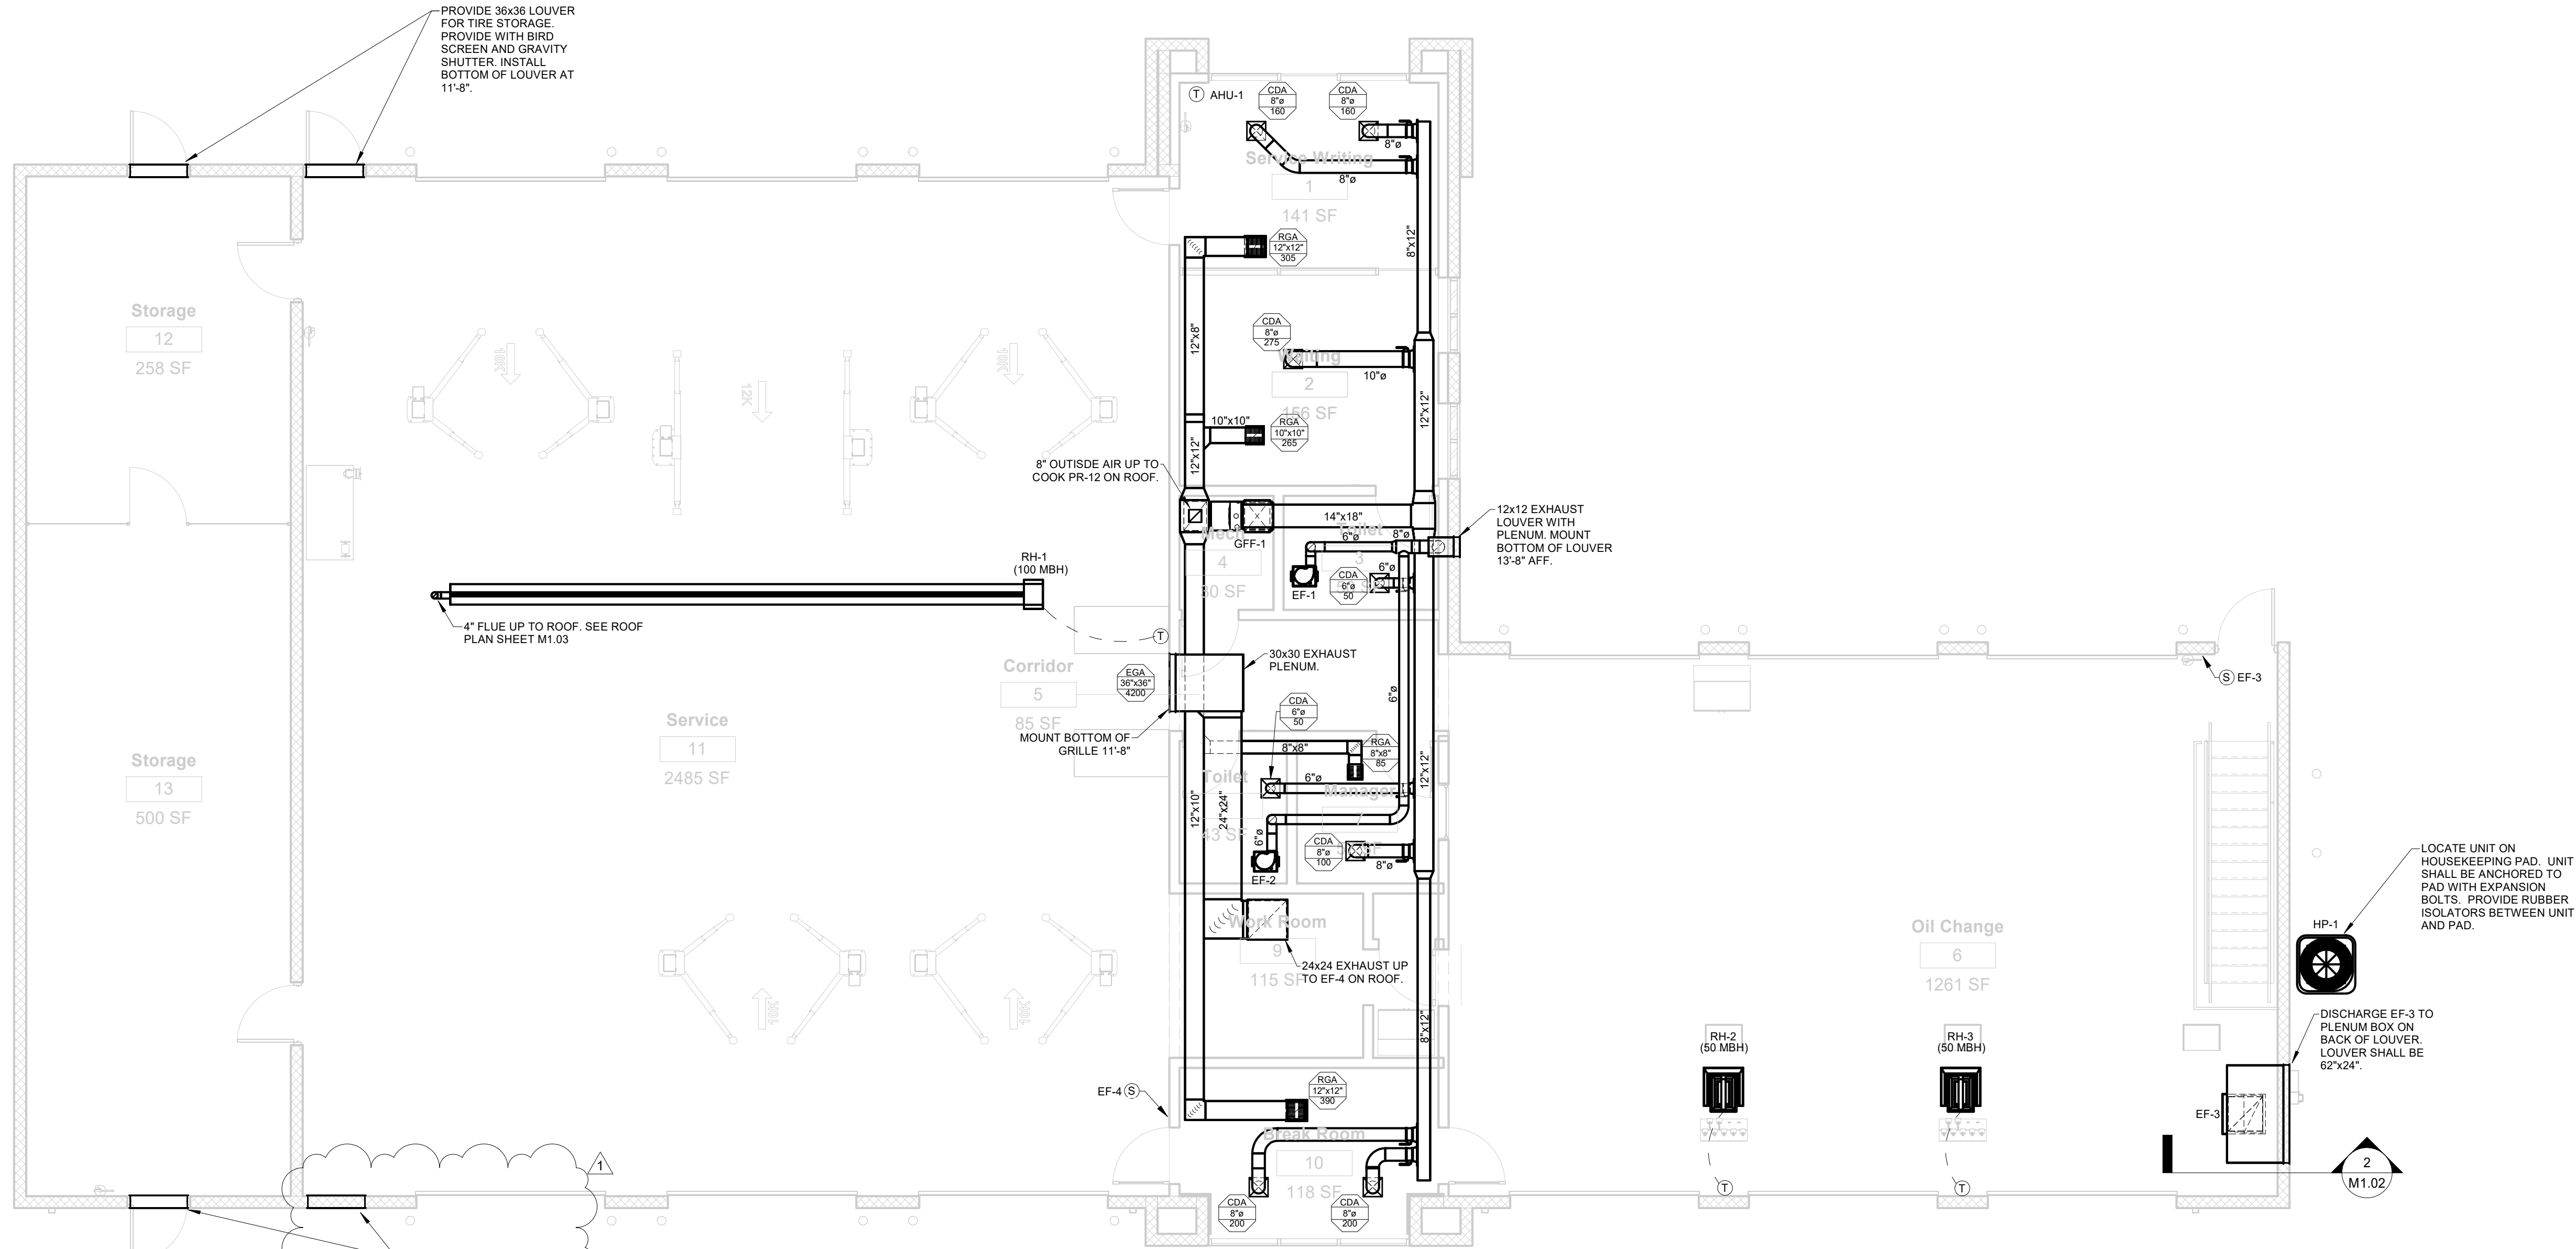 PROVIDE 36x36 LOUVER
FOR TIRE STORAGE.
PROVIDE WITH BIRD
SCREEN AND GRAVITY
SHUTTER. INSTALL
BOTTOM OF LOUVER AT
11'-8".
T AHU-1
CDA
8"ø
160
CDA
8"ø
160
8"ø
8"ø
Service Writing
1
141 SF
8"x12"
RGA
12"x12"
305
12"x8"
Storage
12
258 SF
10K
12K
10K
CDA
8"ø
275
Waiting
2
156 SF
10"ø
12"x12"
10"x10"
RGA
10"x10"
265
12"x12"
8" OUTISDE AIR UP TO
COOK PR-12 ON ROOF.
14"x18"
Mech
4
30 SF
GFF-1
Toilet
3
6"ø
8"ø
6"ø
EF-1
CDA
6"ø
50
12x12 EXHAUST
LOUVER WITH
PLENUM. MOUNT
BOTTOM OF LOUVER
13'-8" AFF.
RH-1
(100 MBH)
4" FLUE UP TO ROOF. SEE ROOF
PLAN SHEET M1.03
T
30x30 EXHAUST
PLENUM.
Corridor
5
85 SF
EGA
36"x36"
4200
MOUNT BOTTOM OF
GRILLE 11'-8"
S EF-3
6"ø
CDA
6"ø
50
8"x8"
RGA
8"x8"
85
Service
11
2485 SF
Storage
13
500 SF
Toilet
43 SF
6"ø
Manager
7
12"x12"
12"x10"
24"x24"
6"ø
EF-2
CDA
8"ø
100
8"ø
Work Room
9
115 SF
24x24 EXHAUST UP
TO EF-4 ON ROOF.
10K
10K
8"x12"
Oil Change
6
1261 SF
LOCATE UNIT ON
HOUSEKEEPING PAD. UNIT
SHALL BE ANCHORED TO
PAD WITH EXPANSION
BOLTS. PROVIDE RUBBER
ISOLATORS BETWEEN UNIT
AND PAD.
HP-1
DISCHARGE EF-3 TO
PLENUM BOX ON
BACK OF LOUVER.
LOUVER SHALL BE
62"x24".
RH-2
(50 MBH)
RH-3
(50 MBH)
EF-3
T
T
2
M1.02
EF-4 S
RGA
12"x12"
390
Break Room
10
118 SF
CDA
8"ø
200
CDA
8"ø
200
1